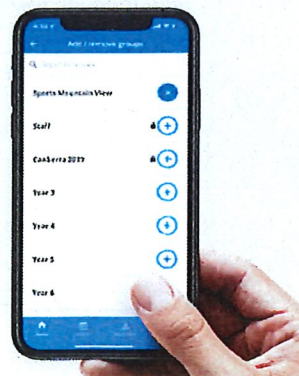 Add / remove groups
Sports Mountain View
Staff
Canberra 2019
Year 3
Year 4
Year 5
Year 6